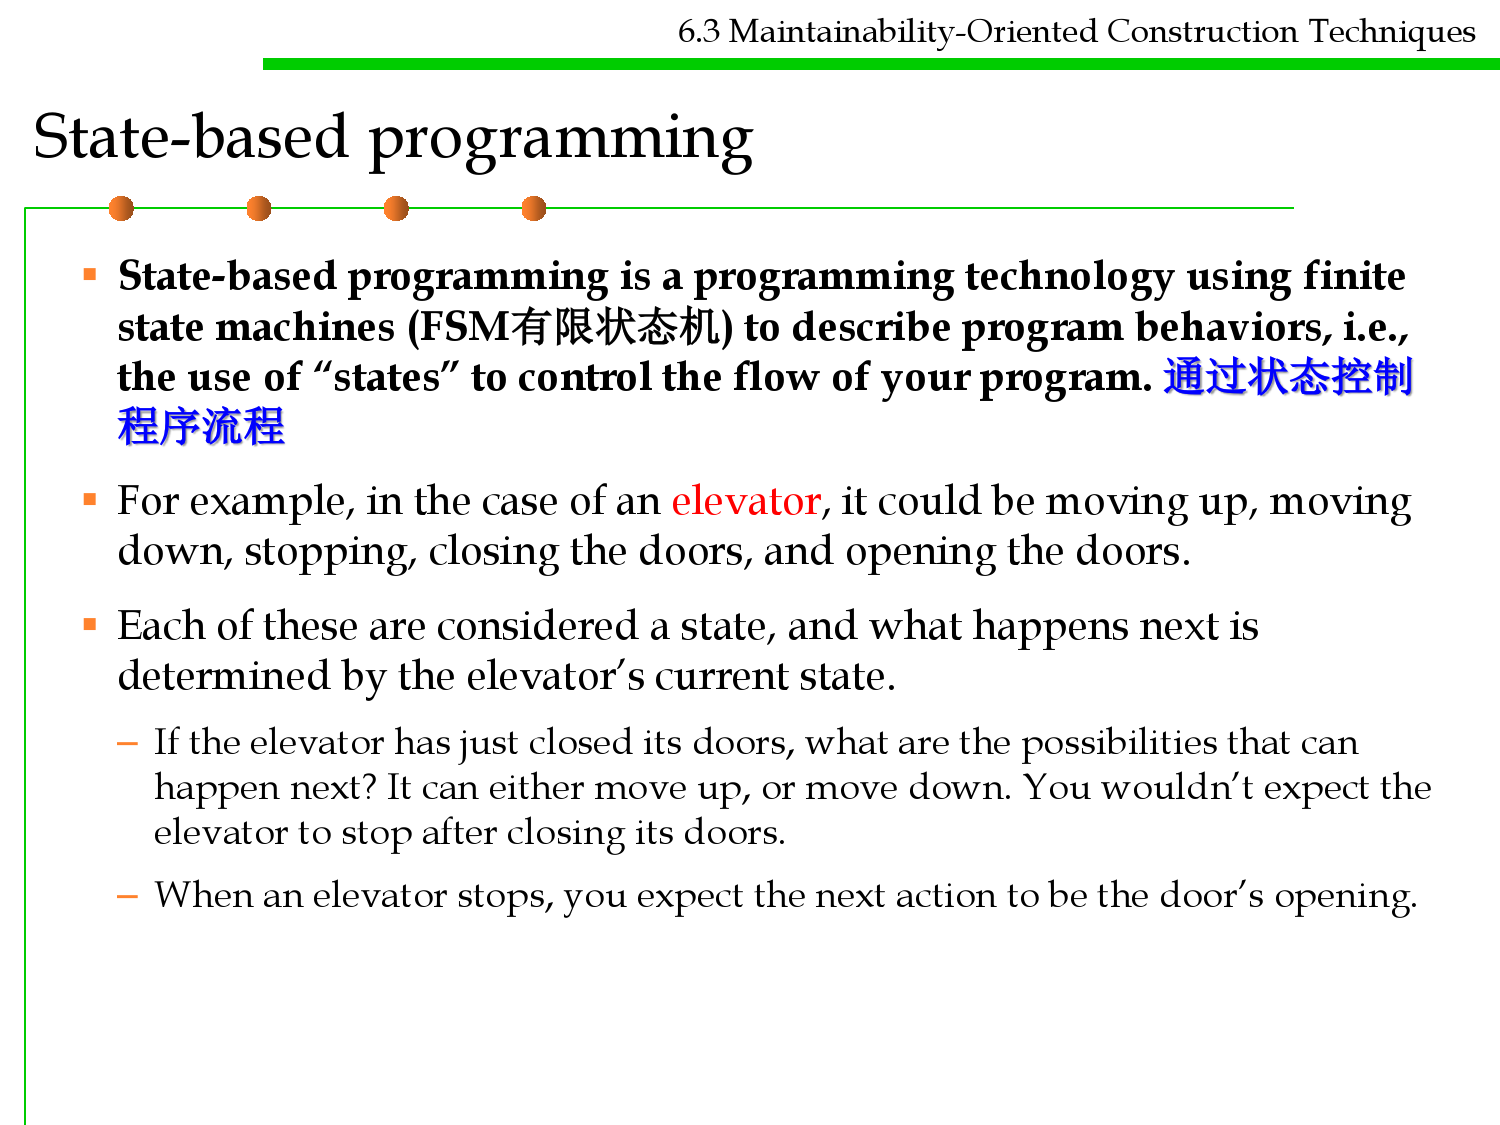 6.3 Maintainability-Oriented Construction Techniques
State-based programming
▪ State-based programming is a programming technology using finite
state machines (FSM有限状态机) to describe program behaviors, i.e.,
the use of “states” to control the flow of your program. 通过状态控制
程序流程
▪ For example, in the case of an elevator, it could be moving up, moving
down, stopping, closing the doors, and opening the doors.
▪ Each of these are considered a state, and what happens next is
determined by the elevator’s current state.
– If the elevator has just closed its doors, what are the possibilities that can
happen next? It can either move up, or move down. You wouldn’t expect the
elevator to stop after closing its doors.
– When an elevator stops, you expect the next action to be the door’s opening.